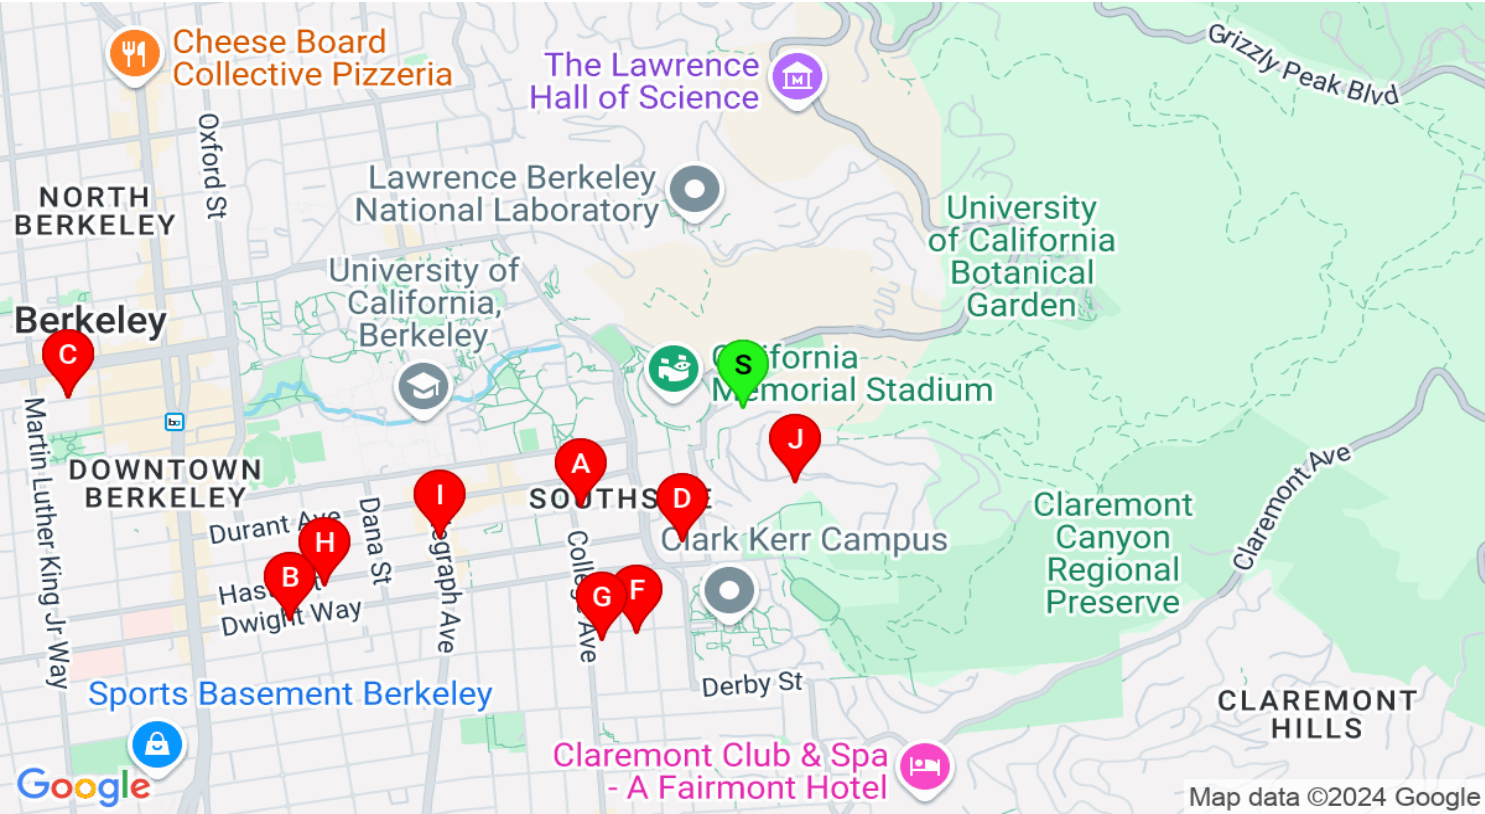 Cheese Board
Collective Pizzeria
The Lawrence
Hall of Science
Grizzly Peak Blvd
Oxford St
Lawrence Berkeley
National Laboratory
NORTH
BERKELEY
University
of California
Botanical
Garden
University of
California,
Berkeley
Berkeley
C
S
Memorial Stadium
J
A
D
I
H
B
G
F
SOUTHS
DOWNTOWN
BERKELEY
Durant Ave
Dana St
Martin Luther King Jr Way
Clark Kerr Campus
Claremont
Canyon
Regional
Preserve
Claremont Ave
Dwight Way
Derby St
Sports Basement Berkeley
CLAREMONT
HILLS
Claremont Club & Spa
- A Fairmont Hotel
Google
Map data ©2024 Google